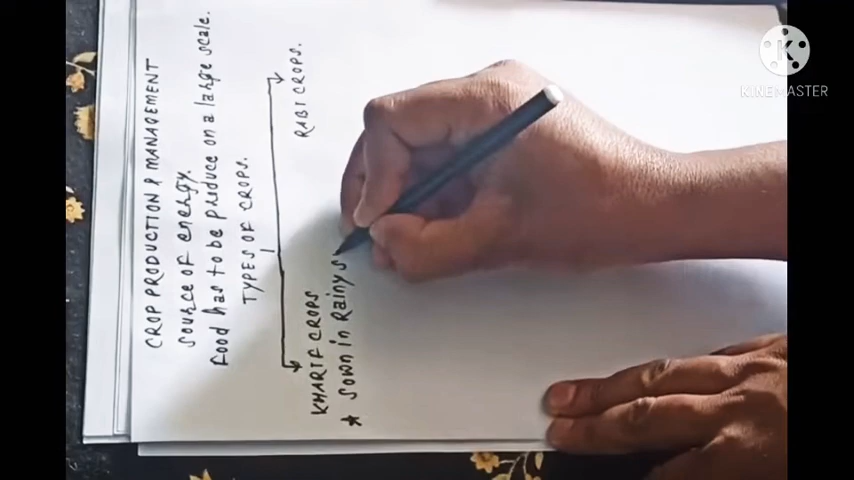 CROP PRODUCTION & MANAGEMENT
source of energy.
Food has to be produce on a large scale.
TYPES OF CROPS.
KHARIF CROPS
RABI CROPS.
* Sown in Rainy s
K
KINEMASTER